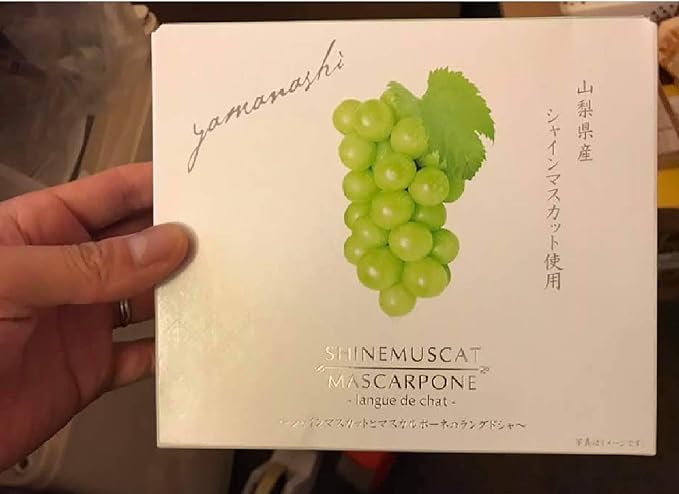 yamanashi
山梨県産
シャインマスカット使用
SHINEMUSCAT
MASCARPONE
- langue de chat -
～シャインマスカットとマスカルポーネのラングドシャ～
写真はイメージです。